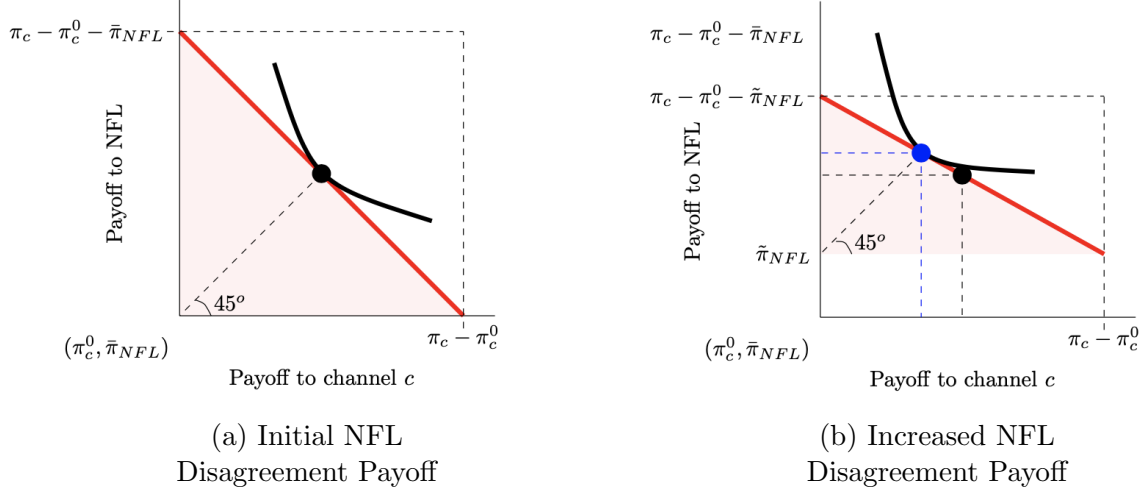 π_c − π_c^0 − π̄_NFL
Payoff to NFL
45^o
(π_c^0, π̄_NFL)
π_c − π_c^0
Payoff to channel c
(a) Initial NFL
Disagreement Payoff
π_c − π_c^0 − π̄_NFL
π_c − π_c^0 − π̃_NFL
Payoff to NFL
π̃_NFL
45^o
(π_c^0, π̄_NFL)
π_c − π_c^0
Payoff to channel c
(b) Increased NFL
Disagreement Payoff